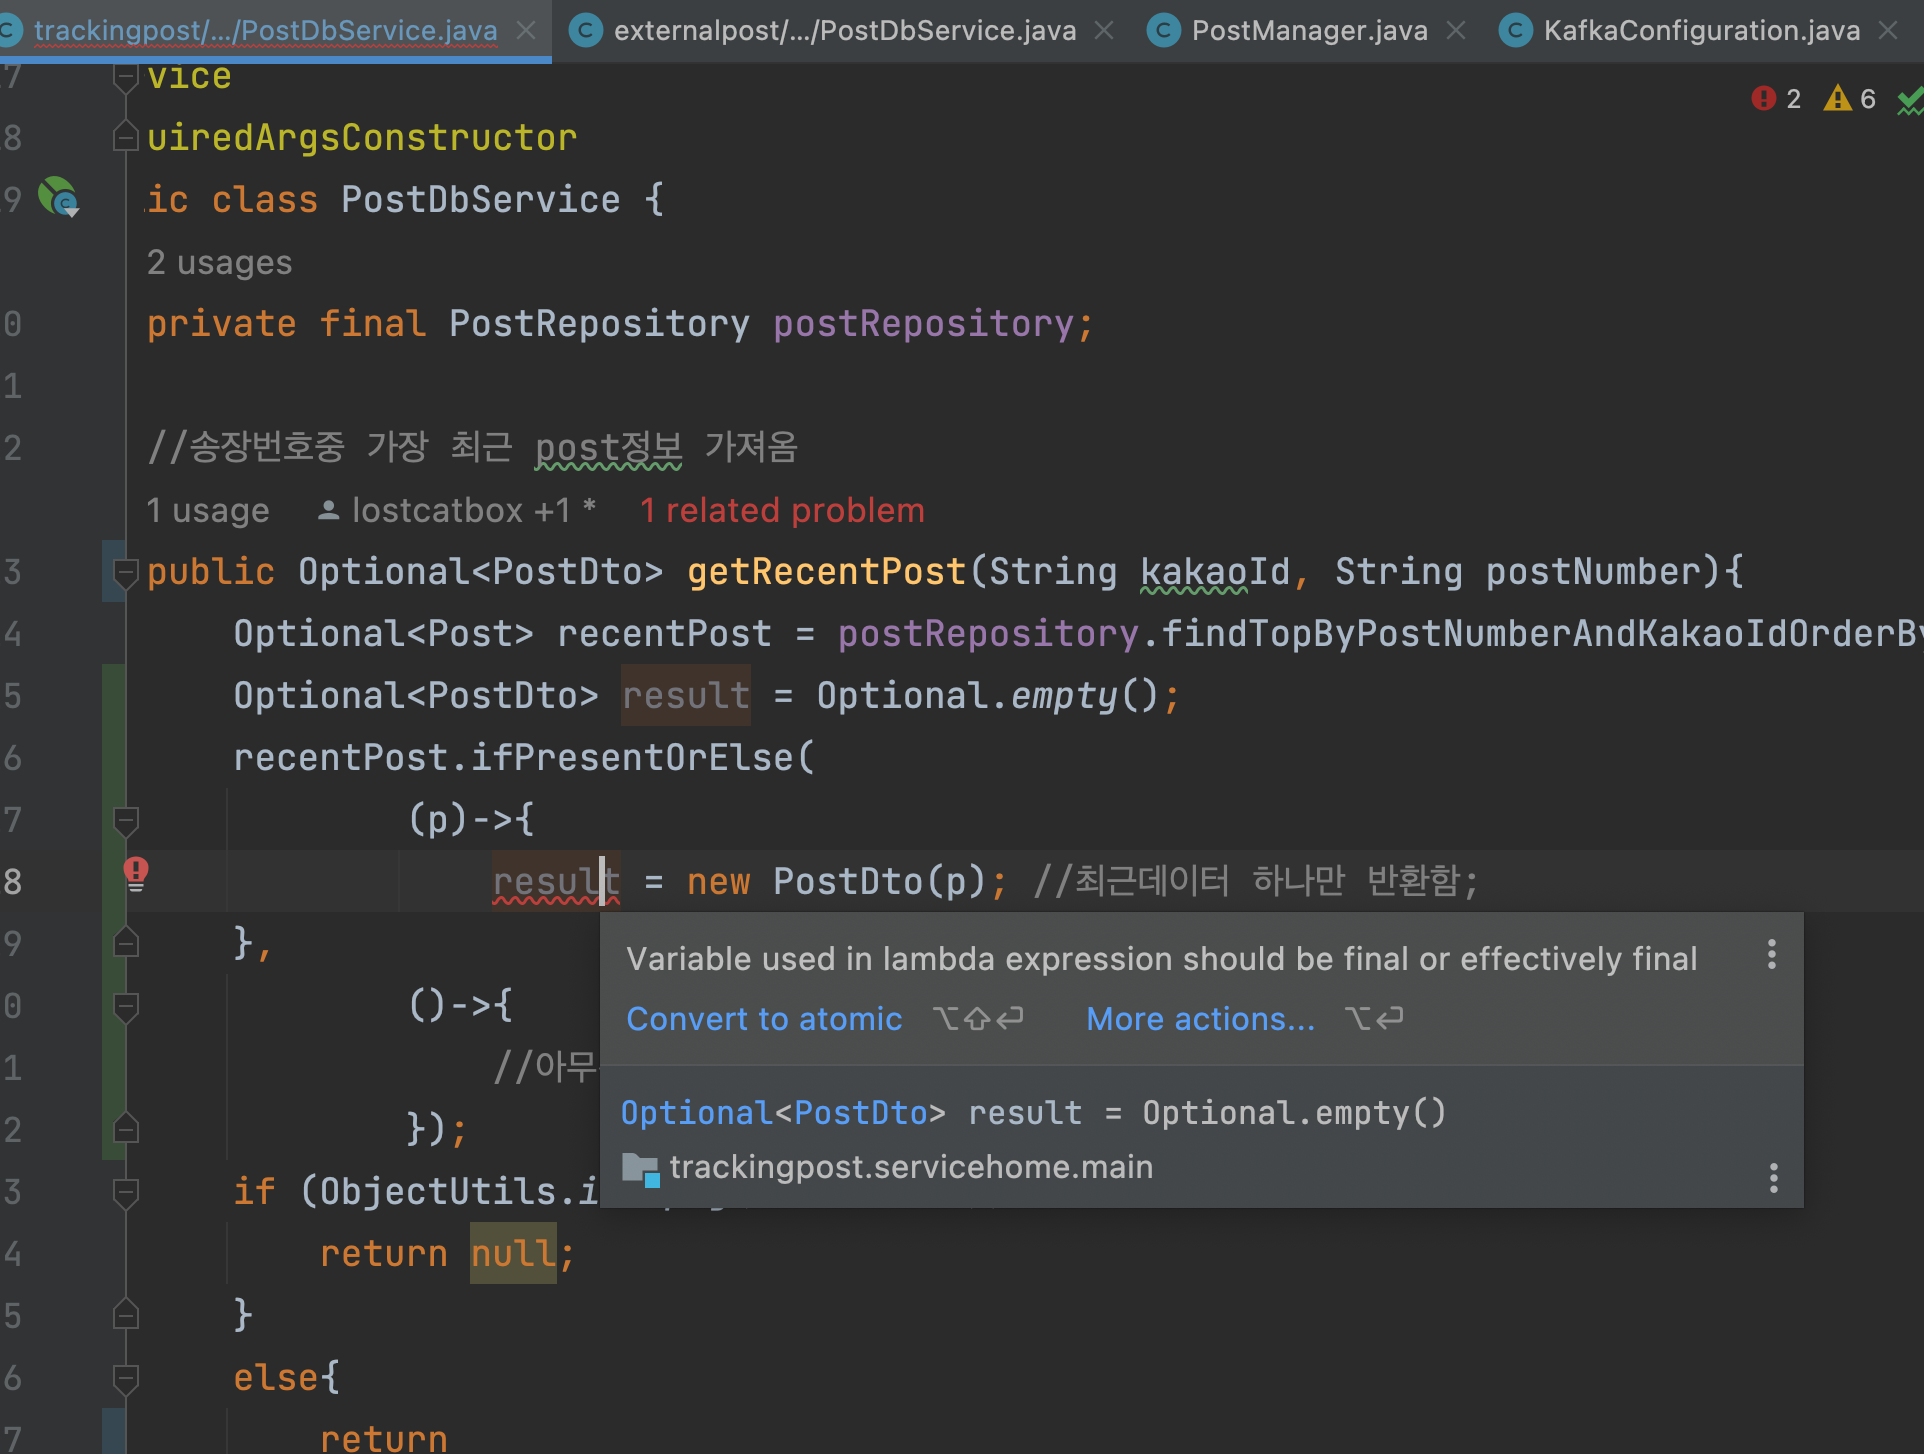 trackingpost/.../PostDbService.java externalpost/.../PostDbService.java PostManager.java KafkaConfiguration.java
7 vice
2 6
8 uiredArgsConstructor
9 ic class PostDbService {
2 usages
0 private final PostRepository postRepository;
1
2 //송장번호중 가장 최근 post정보 가져옴
1 usage lostcatbox +1 * 1 related problem
3 public Optional<PostDto> getRecentPost(String kakaoId, String postNumber){
4 Optional<Post> recentPost = postRepository.findTopByPostNumberAndKakaoIdOrderBy
5 Optional<PostDto> result = Optional.empty();
6 recentPost.ifPresentOrElse(
7 (p)->{
8 result = new PostDto(p); //최근데이터 하나만 반환함;
9 },
Variable used in lambda expression should be final or effectively final
0 ()->{
Convert to atomic ⌥⇧⏎ More actions... ⌥⏎
1 //아무
Optional<PostDto> result = Optional.empty()
2 });
trackingpost.servicehome.main
3 if (ObjectUtils.i
4 return null;
5 }
6 else{
7 return